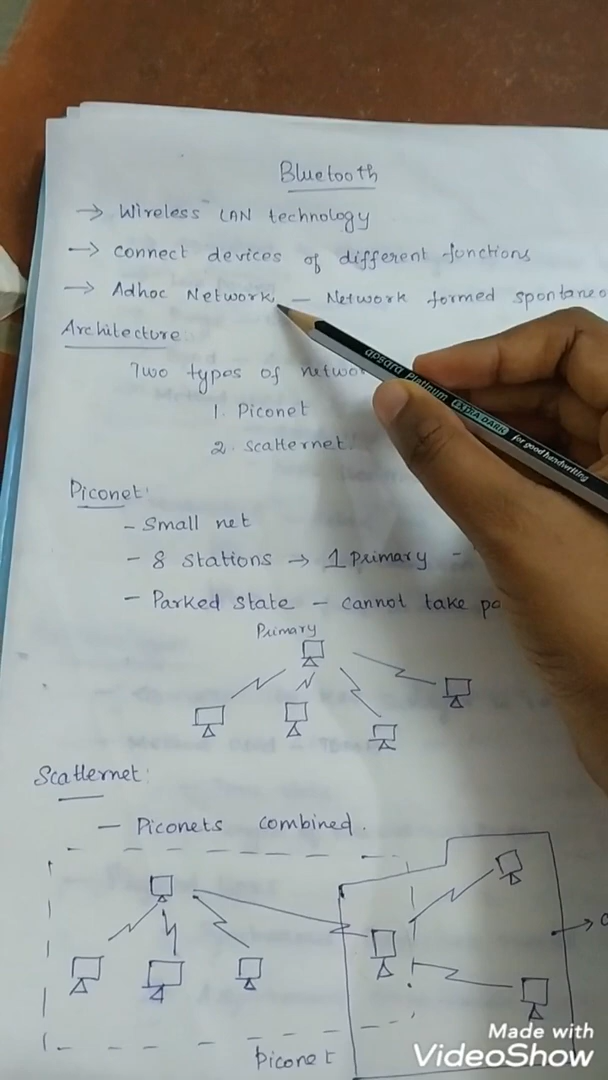 Bluetooth
→ Wireless LAN technology
→ connect devices of different functions
→ Adhoc Network - Network formed spontaneo
Architecture:
Two types of networ
1. Piconet
2. Scatternet.
Piconet:
- Small net
- 8 stations → 1 Primary -
- Parked state - cannot take pa
Primary
Scatternet:
- Piconets combined.
Piconet
apsara Platinum EXTRA DARK for good handwriting
Made with
VideoShow